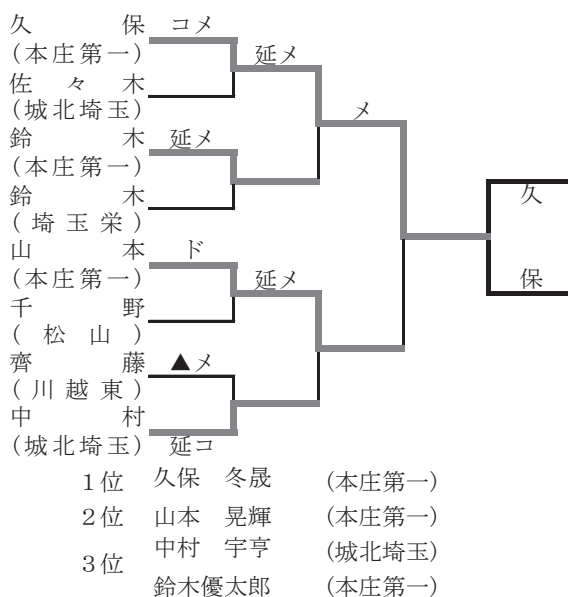 久保 コメ
(本庄第一) 延メ
佐々木
(城北埼玉) メ
鈴木 延メ
(本庄第一)
鈴木
(埼玉栄) 久
山本 ド
(本庄第一) 延メ 保
千野
(松山)
齊藤 ▲メ
(川越東)
中村
(城北埼玉) 延コ
1位 久保 冬晟 (本庄第一)
2位 山本 晃輝 (本庄第一)
3位 中村 宇亨 (城北埼玉)
鈴木優太郎 (本庄第一)